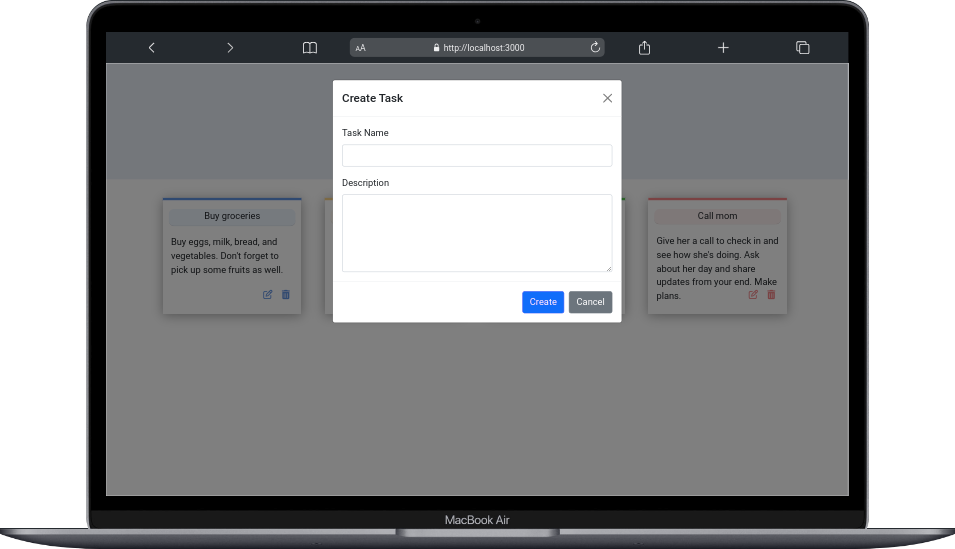 AA
http://localhost:3000
Create Task
Task Name
Description
Create
Cancel
Buy groceries
Buy eggs, milk, bread, and
vegetables. Don't forget to
pick up some fruits as well.
Call mom
Give her a call to check in and
see how she's doing. Ask
about her day and share
updates from your end. Make
plans.
MacBook Air